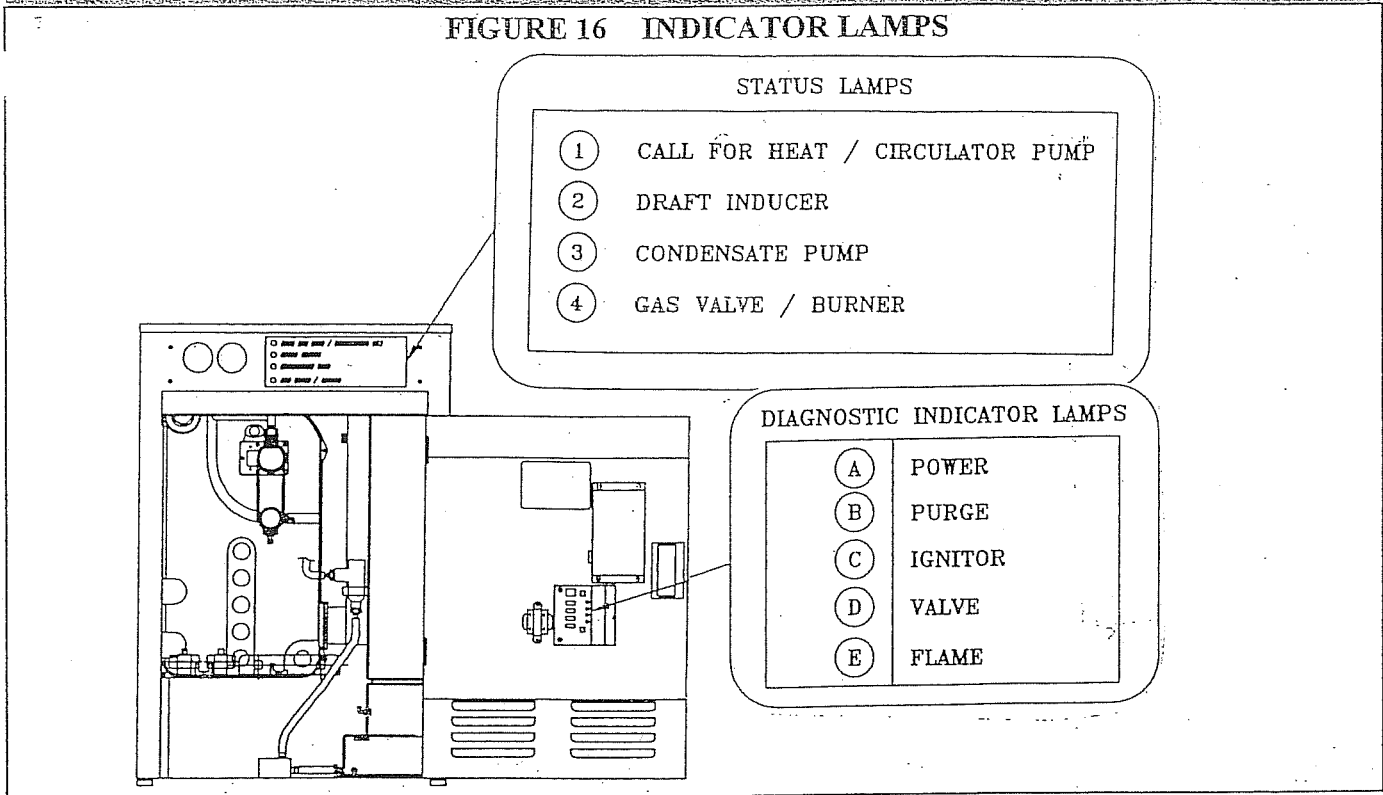 FIGURE 16 INDICATOR LAMPS
STATUS LAMPS
1 CALL FOR HEAT / CIRCULATOR PUMP
2 DRAFT INDUCER
3 CONDENSATE PUMP
4 GAS VALVE / BURNER
DIAGNOSTIC INDICATOR LAMPS
A POWER
B PURGE
C IGNITOR
D VALVE
E FLAME